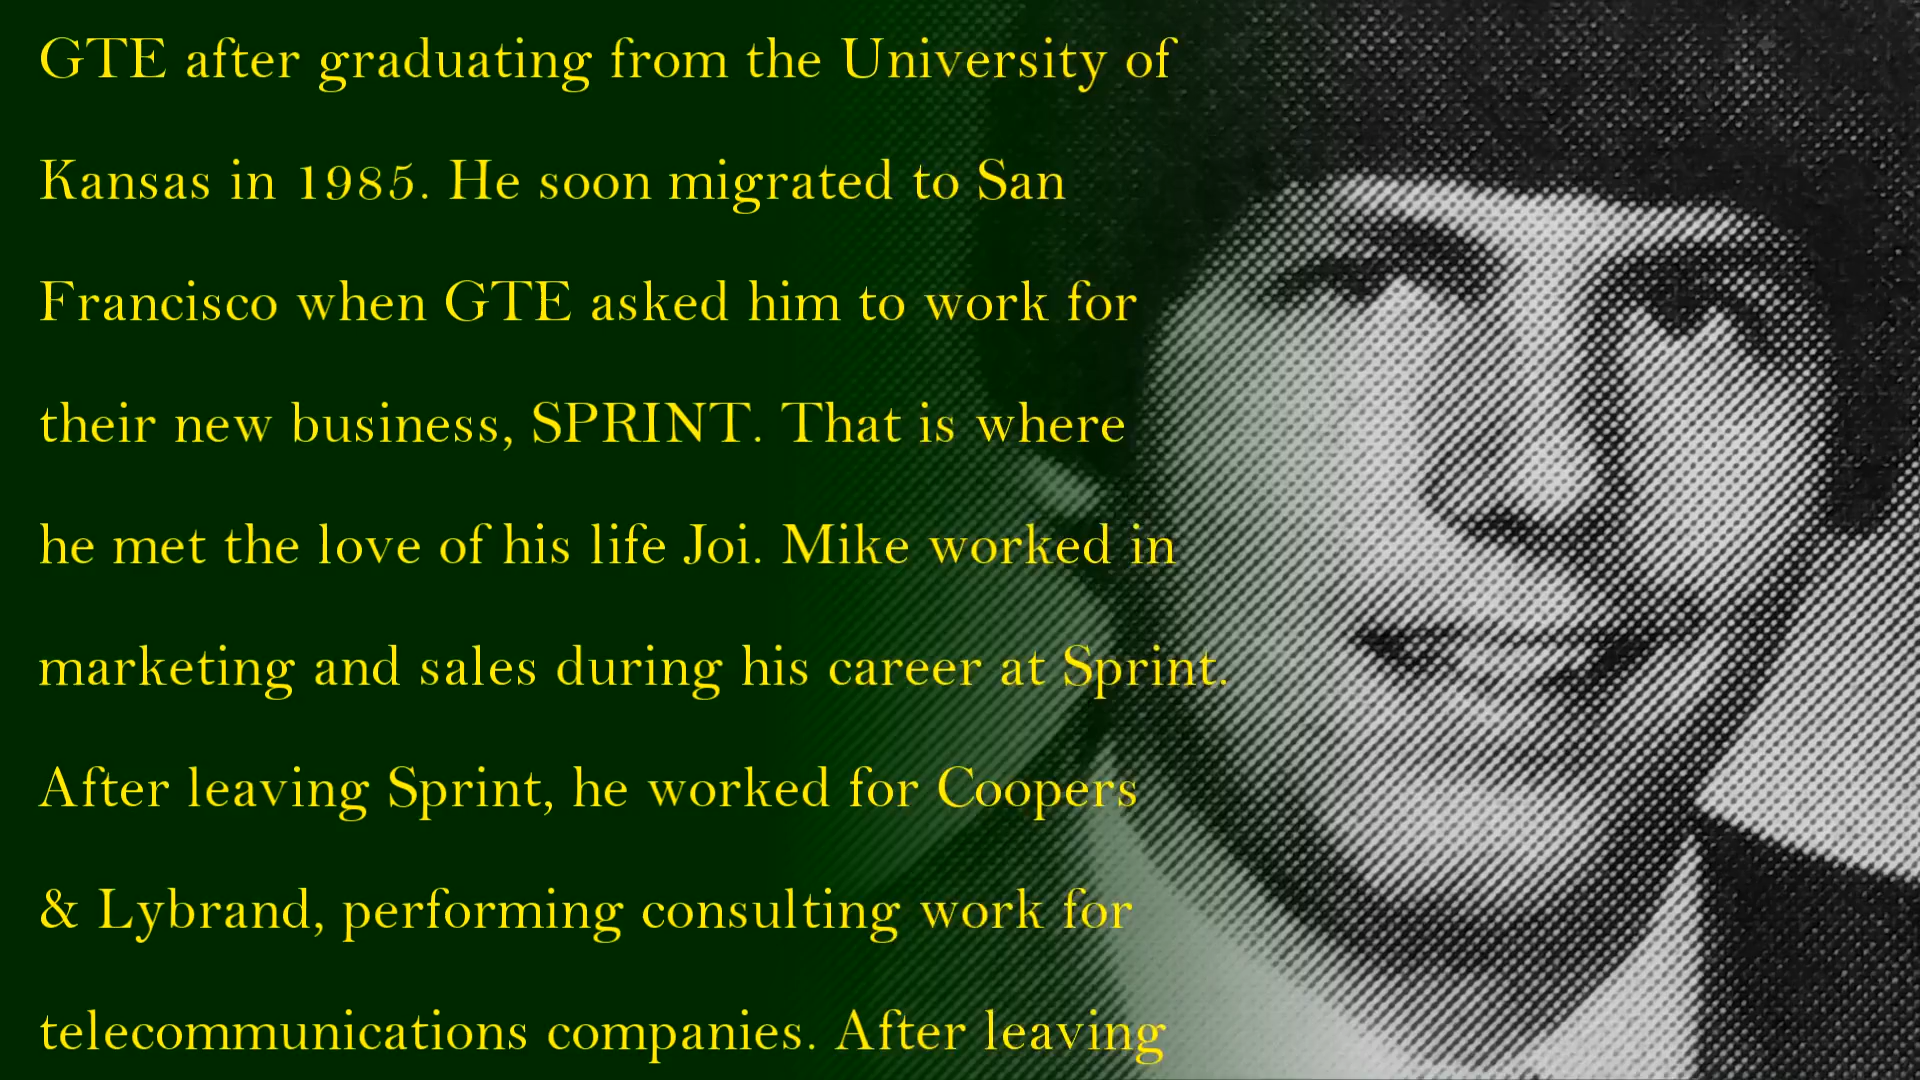 GTE after graduating from the University of
Kansas in 1985. He soon migrated to San
Francisco when GTE asked him to work for
their new business, SPRINT. That is where
he met the love of his life Joi. Mike worked in
marketing and sales during his career at Sprint.
After leaving Sprint, he worked for Coopers
& Lybrand, performing consulting work for
telecommunications companies. After leaving